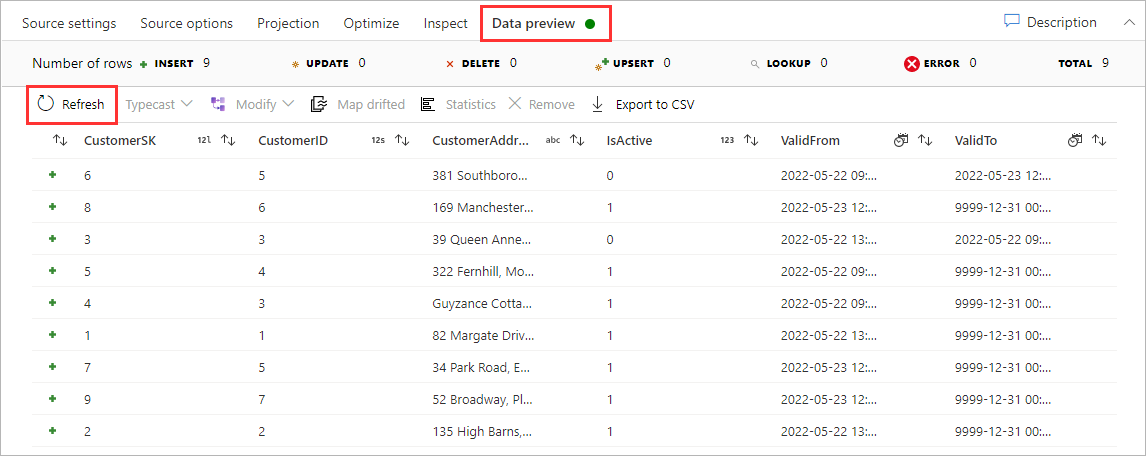 Source settings Source options Projection Optimize Inspect Data preview Description
Number of rows INSERT 9 UPDATE 0 DELETE 0 UPSERT 0 LOOKUP 0 ERROR 0 TOTAL 9
Refresh Typecast Modify Map drifted Statistics Remove Export to CSV
CustomerSK 12l CustomerID 12s CustomerAddr... abc IsActive 123 ValidFrom ValidTo
6 5 381 Southboro... 0 2022-05-22 09:... 2022-05-23 12:...
8 6 169 Manchester... 1 2022-05-23 12:... 9999-12-31 00:...
3 3 39 Queen Anne... 0 2022-05-22 13:... 2022-05-22 09:...
5 4 322 Fernhill, Mo... 1 2022-05-22 09:... 9999-12-31 00:...
4 3 Guyzance Cotta... 1 2022-05-22 09:... 9999-12-31 00:...
1 1 82 Margate Driv... 1 2022-05-22 13:... 9999-12-31 00:...
7 5 34 Park Road, E... 1 2022-05-23 12:... 9999-12-31 00:...
9 7 52 Broadway, Pl... 1 2022-05-23 12:... 9999-12-31 00:...
2 2 135 High Barns,... 1 2022-05-22 13:... 9999-12-31 00:...